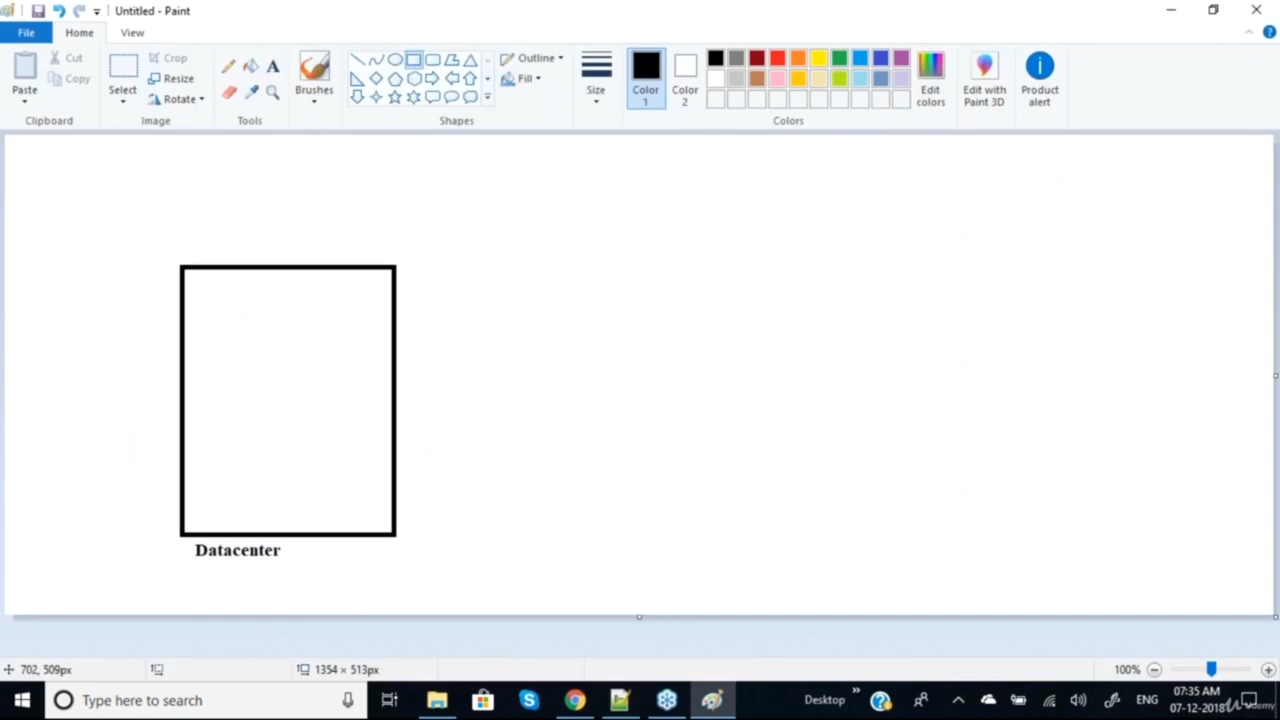 Untitled - Paint
File Home View
Paste
Cut
Copy
Clipboard
Select
Crop
Resize
Rotate
Image
Tools
Brushes
Outline
Fill
Shapes
Size
Color 1
Color 2
Edit colors
Colors
Edit with Paint 3D
Product alert
Datacenter
702, 509px
1354 × 513px
100%
Type here to search
Desktop
ENG
07:35 AM
07-12-2018
Udemy